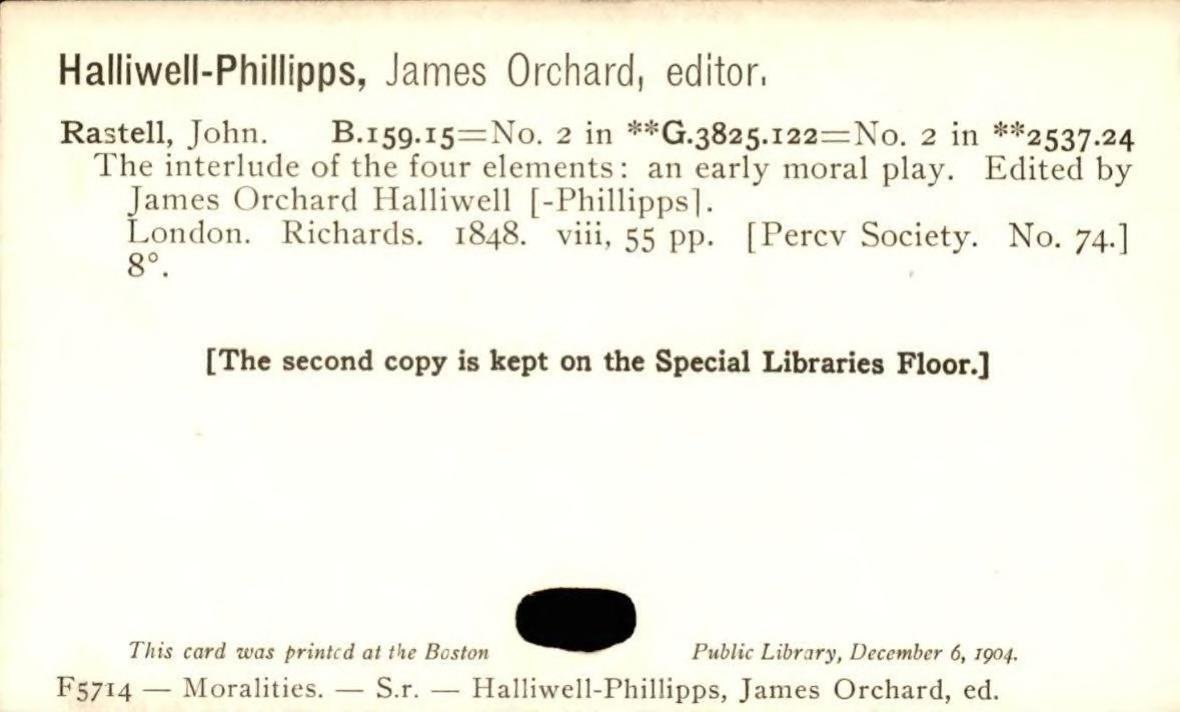 Halliwell-Phillipps, James Orchard, editor.
Rastell, John. B.159.15=No. 2 in **G.3825.122=No. 2 in **2537.24
The interlude of the four elements: an early moral play. Edited by
James Orchard Halliwell [-Phillipps].
London. Richards. 1848. viii, 55 pp. [Percy Society. No. 74.]
8°.
[The second copy is kept on the Special Libraries Floor.]
This card was printed at the Boston Public Library, December 6, 1904.
F5714 — Moralities. — S.r. — Halliwell-Phillipps, James Orchard, ed.